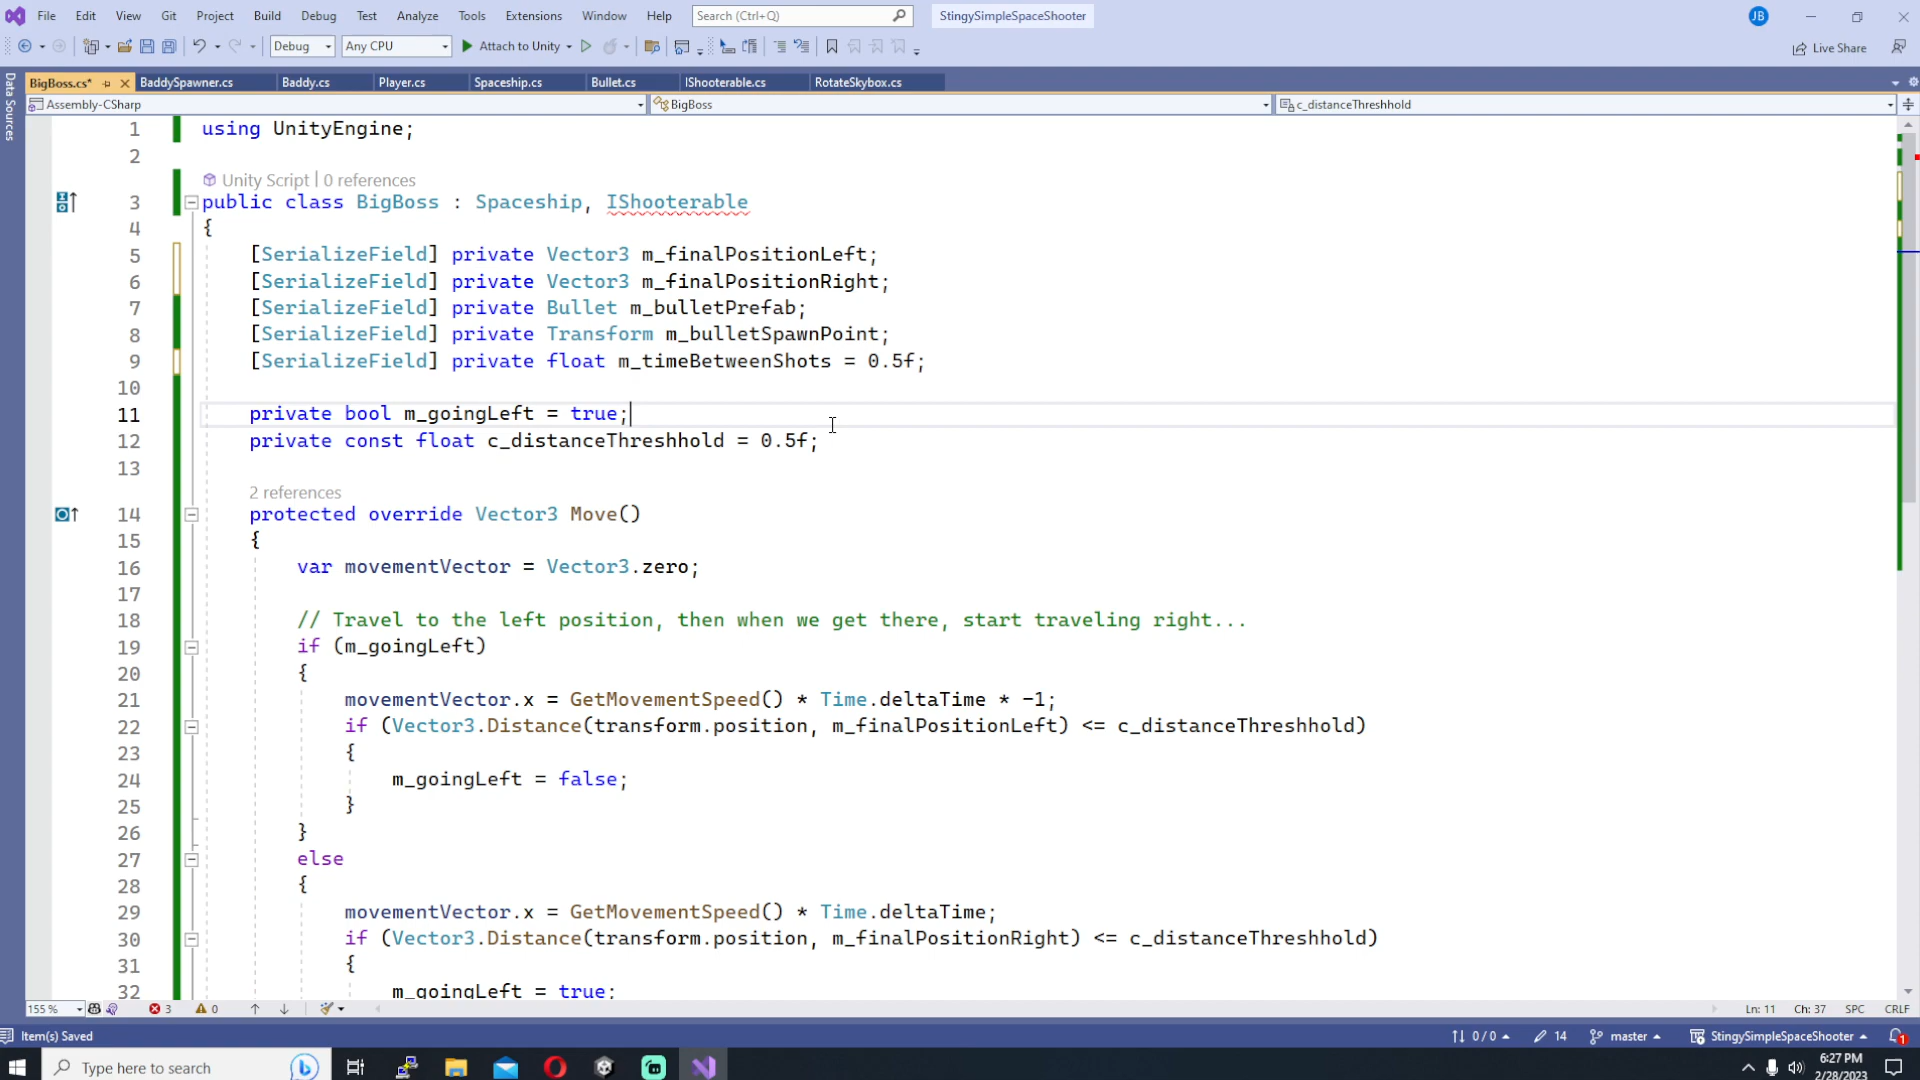 File Edit View Git Project Build Debug Test Analyze Tools Extensions Window Help Search (Ctrl+Q) StingySimpleSpaceShooter JB
Debug Any CPU Attach to Unity Live Share
BigBoss.cs* BaddySpawner.cs Baddy.cs Player.cs Spaceship.cs Bullet.cs IShooterable.cs RotateSkybox.cs
Data Sources
Assembly-CSharp BigBoss c_distanceThreshhold
1 using UnityEngine;
2
Unity Script | 0 references
3 public class BigBoss : Spaceship, IShooterable
4 {
5 [SerializeField] private Vector3 m_finalPositionLeft;
6 [SerializeField] private Vector3 m_finalPositionRight;
7 [SerializeField] private Bullet m_bulletPrefab;
8 [SerializeField] private Transform m_bulletSpawnPoint;
9 [SerializeField] private float m_timeBetweenShots = 0.5f;
10
11 private bool m_goingLeft = true;
12 private const float c_distanceThreshhold = 0.5f;
13
2 references
14 protected override Vector3 Move()
15 {
16 var movementVector = Vector3.zero;
17
18 // Travel to the left position, then when we get there, start traveling right...
19 if (m_goingLeft)
20 {
21 movementVector.x = GetMovementSpeed() * Time.deltaTime * -1;
22 if (Vector3.Distance(transform.position, m_finalPositionLeft) <= c_distanceThreshhold)
23 {
24 m_goingLeft = false;
25 }
26 }
27 else
28 {
29 movementVector.x = GetMovementSpeed() * Time.deltaTime;
30 if (Vector3.Distance(transform.position, m_finalPositionRight) <= c_distanceThreshhold)
31 {
32 m_goingLeft = true;
155 % 3 0 Ln: 11 Ch: 37 SPC CRLF
Item(s) Saved 0 / 0 14 master StingySimpleSpaceShooter 1
Type here to search 6:27 PM
2/28/2023